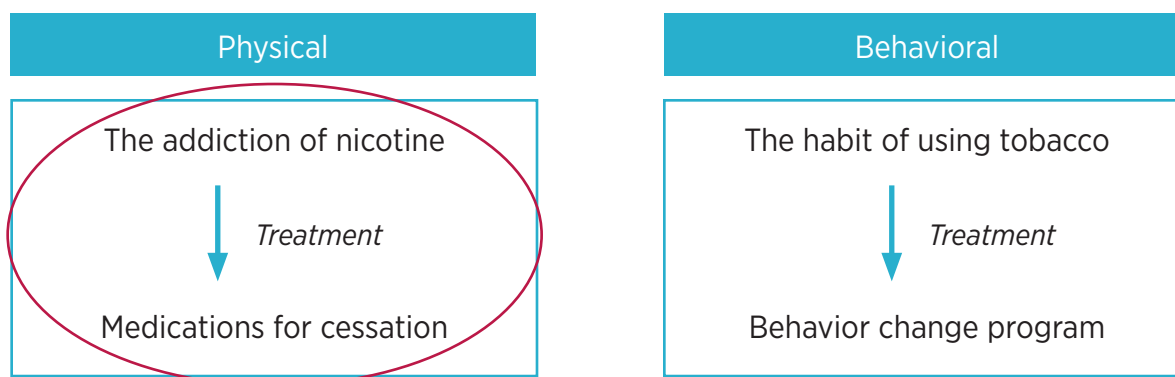 Physical
The addiction of nicotine
Treatment
Medications for cessation
Behavioral
The habit of using tobacco
Treatment
Behavior change program